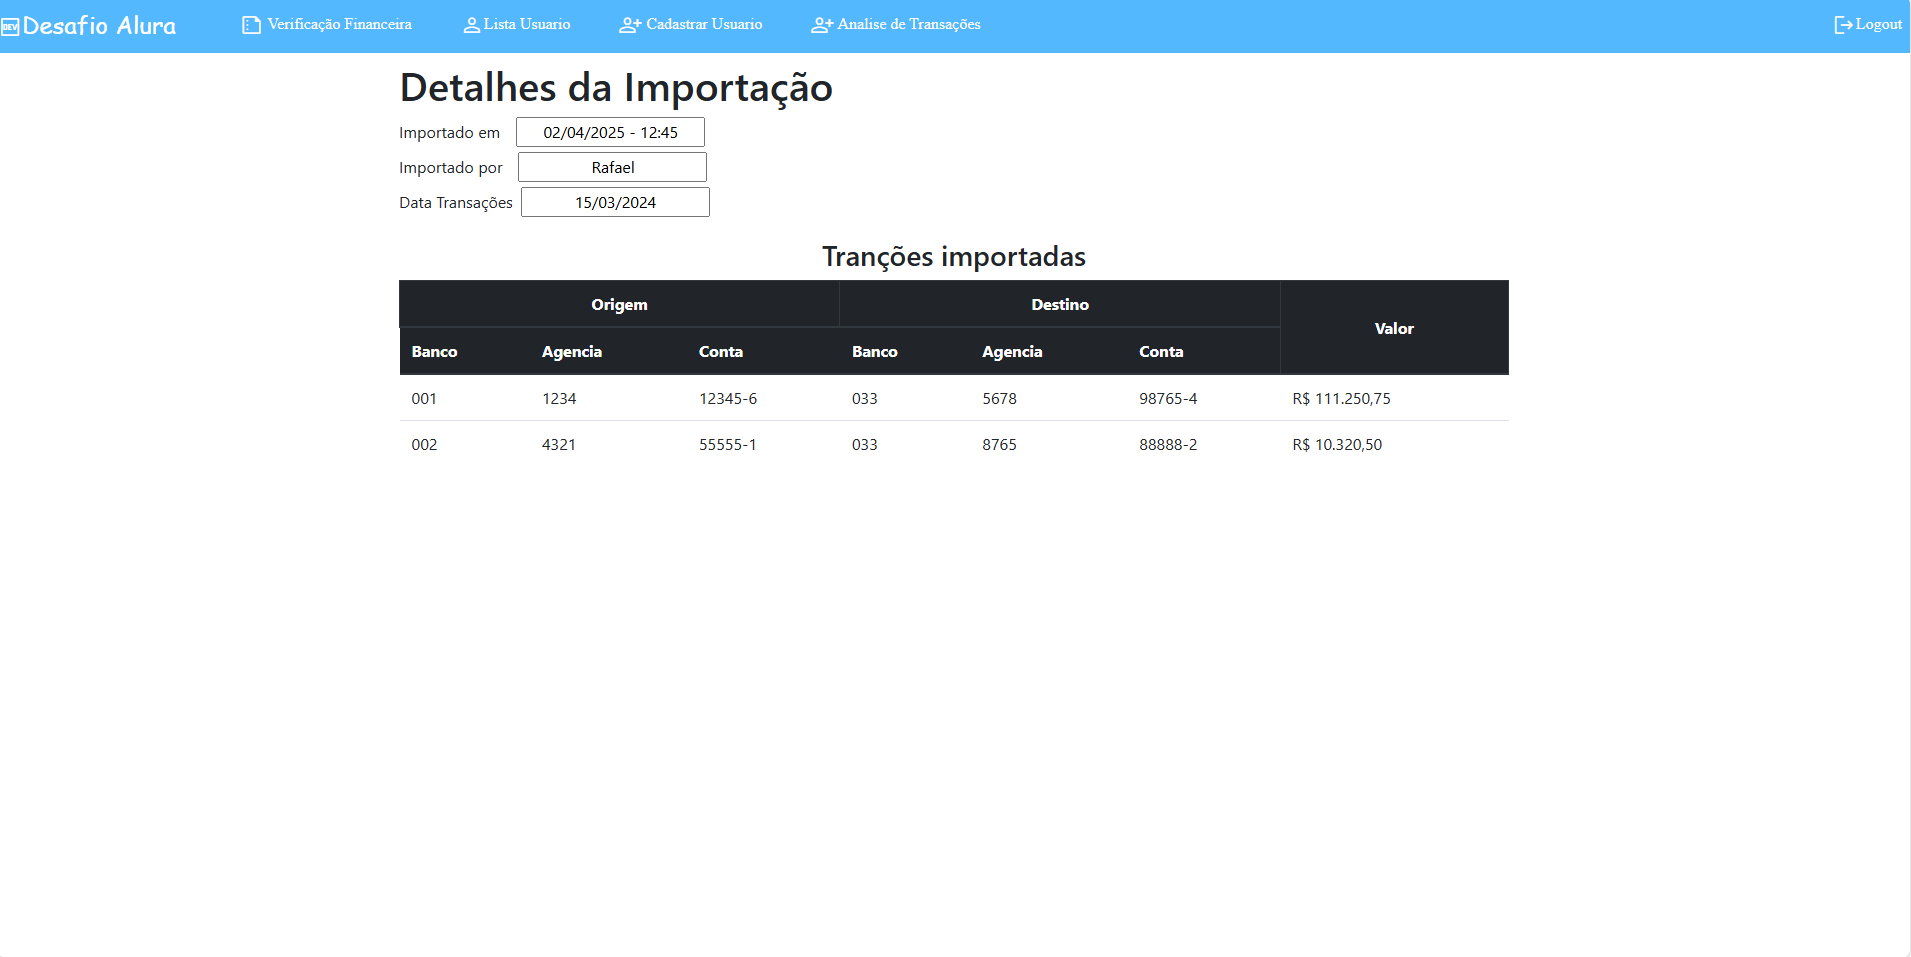 DEV Desafio Alura Verificação Financeira Lista Usuario Cadastrar Usuario Analise de Transações Logout
Detalhes da Importação
Importado em 02/04/2025 - 12:45
Importado por Rafael
Data Transações 15/03/2024
Tranções importadas
Origem Destino Valor
Banco Agencia Conta Banco Agencia Conta
001 1234 12345-6 033 5678 98765-4 R$ 111.250,75
002 4321 55555-1 033 8765 88888-2 R$ 10.320,50